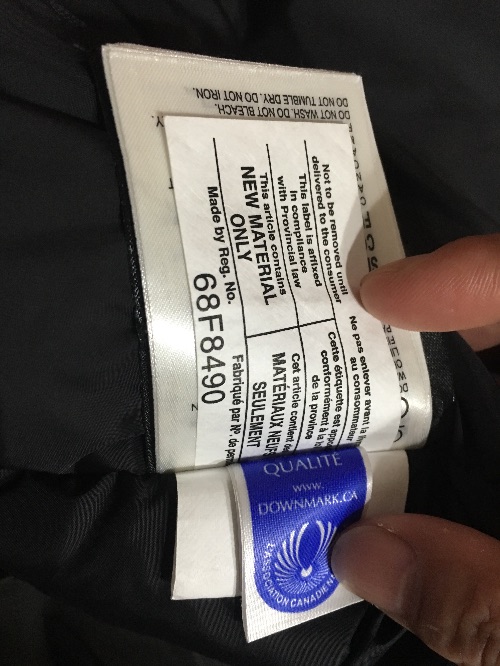 DO NOT WASH. DO NOT BLEACH.
DO NOT TUMBLE DRY. DO NOT IRON.
Not to be removed until
delivered to the consumer
This label is affixed
in compliance
with Provincial law
This article contains
NEW MATERIAL
ONLY
Made by Reg. No.
68F8490
Ne pas enlever avant la
au consommateur
Cette étiquette est
conformément à la
de la province
Cet article contient
MATÉRIAUX NEUFS
SEULEMENT
Fabriqué par Nº. de
QUALITÉ
WWW.
DOWNMARK.CA
L'ASSOCIATION CANADIENNE